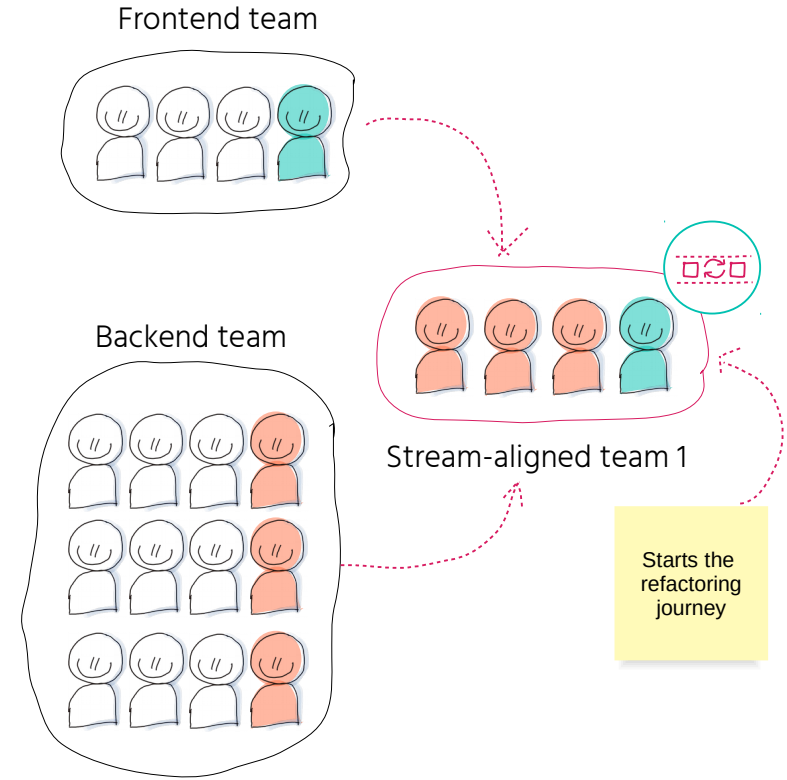 Frontend team
Backend team
Stream-aligned team 1
Starts the
refactoring
journey